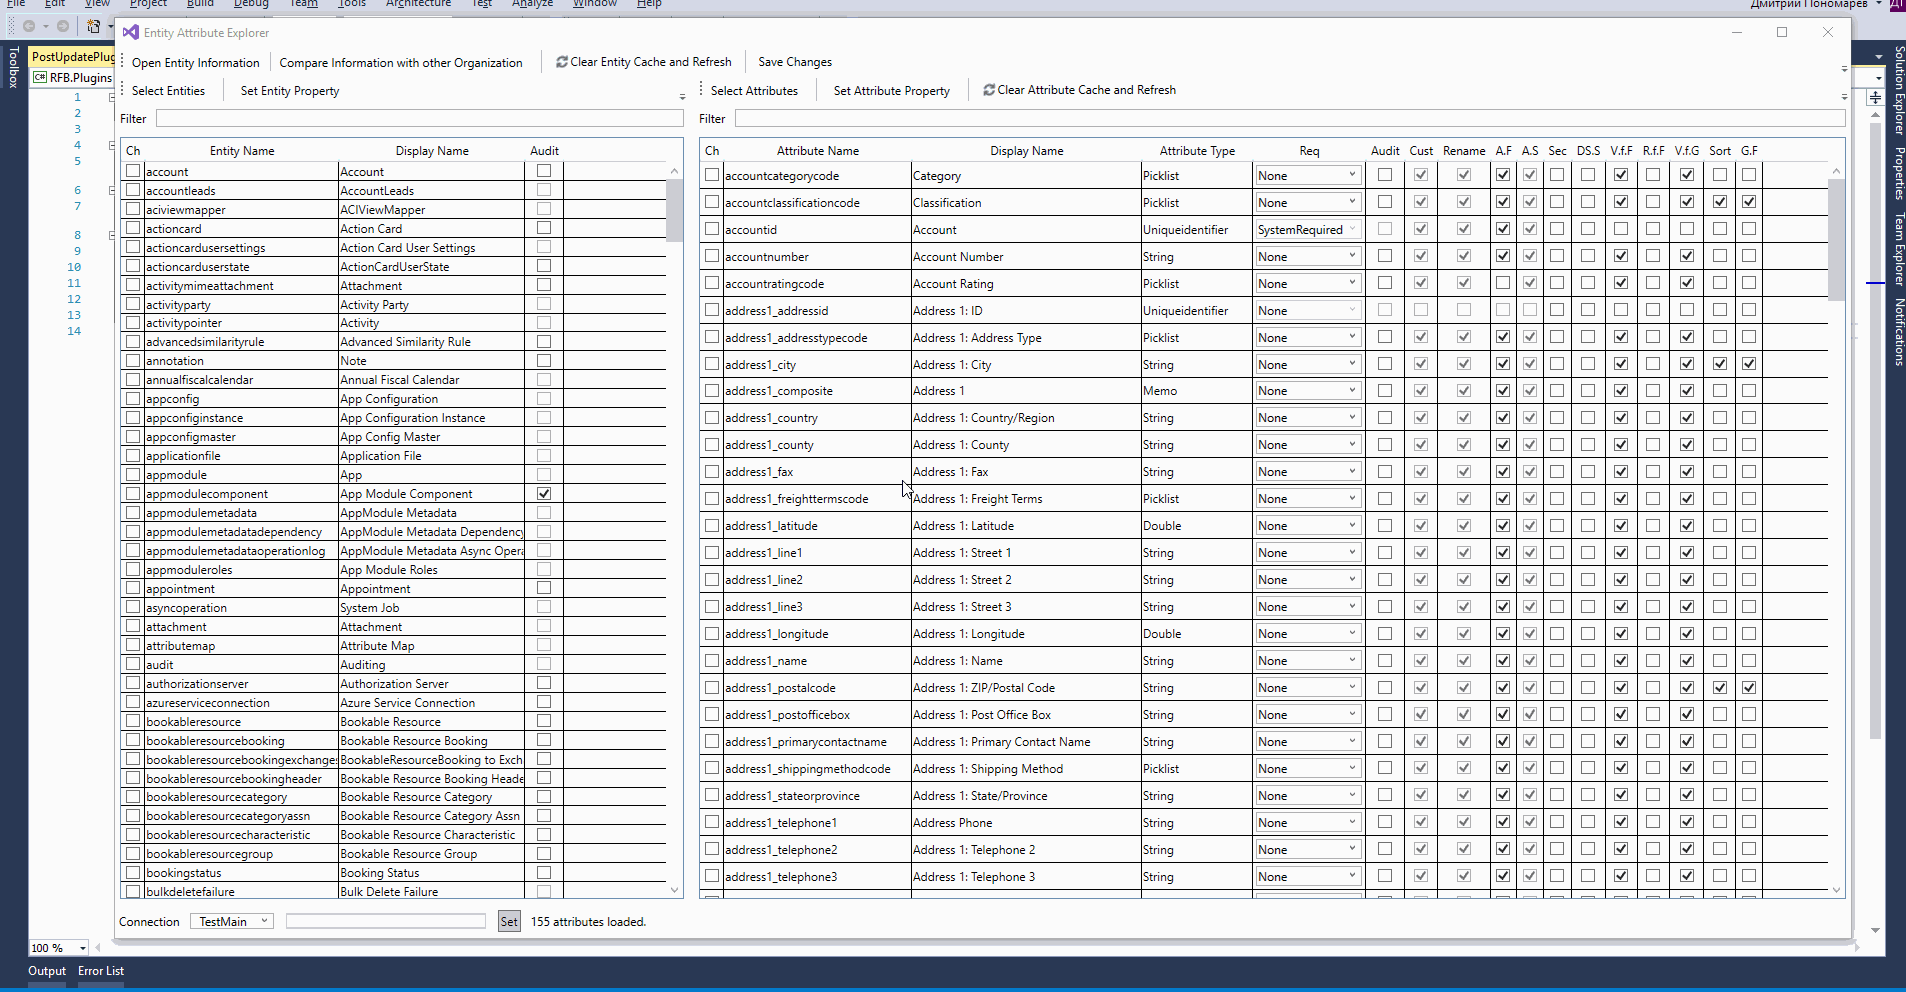 File Edit View Project Build Debug Team Tools Architecture Test Analyze Window Help
Дмитрий Пономарев
Toolbox
PostUpdatePlug
RFB.Plugins
1
2
3
4
5
6
7
8
9
10
11
12
13
14
100 %
Output Error List
Solution Explorer
Properties
Team Explorer
Notifications
Entity Attribute Explorer
Open Entity Information Compare Information with other Organization Clear Entity Cache and Refresh Save Changes
Select Entities Set Entity Property
Filter
Ch Entity Name Display Name Audit
account Account
accountleads AccountLeads
aciviewmapper ACIViewMapper
actioncard Action Card
actioncardusersettings Action Card User Settings
actioncarduserstate ActionCardUserState
activitymimeattachment Attachment
activityparty Activity Party
activitypointer Activity
advancedsimilarityrule Advanced Similarity Rule
annotation Note
annualfiscalcalendar Annual Fiscal Calendar
appconfig App Configuration
appconfiginstance App Configuration Instance
appconfigmaster App Config Master
applicationfile Application File
appmodule App
appmodulecomponent App Module Component
appmodulemetadata AppModule Metadata
appmodulemetadatadependency AppModule Metadata Dependency
appmodulemetadataoperationlog AppModule Metadata Async Opera
appmoduleroles App Module Roles
appointment Appointment
asyncoperation System Job
attachment Attachment
attributemap Attribute Map
audit Auditing
authorizationserver Authorization Server
azureserviceconnection Azure Service Connection
bookableresource Bookable Resource
bookableresourcebooking Bookable Resource Booking
bookableresourcebookingexchange BookableResourceBooking to Exch
bookableresourcebookingheader Bookable Resource Booking Heade
bookableresourcecategory Bookable Resource Category
bookableresourcecategoryassn Bookable Resource Category Assn
bookableresourcecharacteristic Bookable Resource Characteristic
bookableresourcegroup Bookable Resource Group
bookingstatus Booking Status
bulkdeletefailure Bulk Delete Failure
Select Attributes Set Attribute Property Clear Attribute Cache and Refresh
Filter
Ch Attribute Name Display Name Attribute Type Req Audit Cust Rename A.F A.S Sec DS.S V.f.F R.f.F V.f.G Sort G.F
accountcategorycode Category Picklist None
accountclassificationcode Classification Picklist None
accountid Account Uniqueidentifier SystemRequired
accountnumber Account Number String None
accountratingcode Account Rating Picklist None
address1_addressid Address 1: ID Uniqueidentifier None
address1_addresstypecode Address 1: Address Type Picklist None
address1_city Address 1: City String None
address1_composite Address 1 Memo None
address1_country Address 1: Country/Region String None
address1_county Address 1: County String None
address1_fax Address 1: Fax String None
address1_freighttermscode Address 1: Freight Terms Picklist None
address1_latitude Address 1: Latitude Double None
address1_line1 Address 1: Street 1 String None
address1_line2 Address 1: Street 2 String None
address1_line3 Address 1: Street 3 String None
address1_longitude Address 1: Longitude Double None
address1_name Address 1: Name String None
address1_postalcode Address 1: ZIP/Postal Code String None
address1_postofficebox Address 1: Post Office Box String None
address1_primarycontactname Address 1: Primary Contact Name String None
address1_shippingmethodcode Address 1: Shipping Method Picklist None
address1_stateorprovince Address 1: State/Province String None
address1_telephone1 Address Phone String None
address1_telephone2 Address 1: Telephone 2 String None
address1_telephone3 Address 1: Telephone 3 String None
Connection TestMain Set 155 attributes loaded.